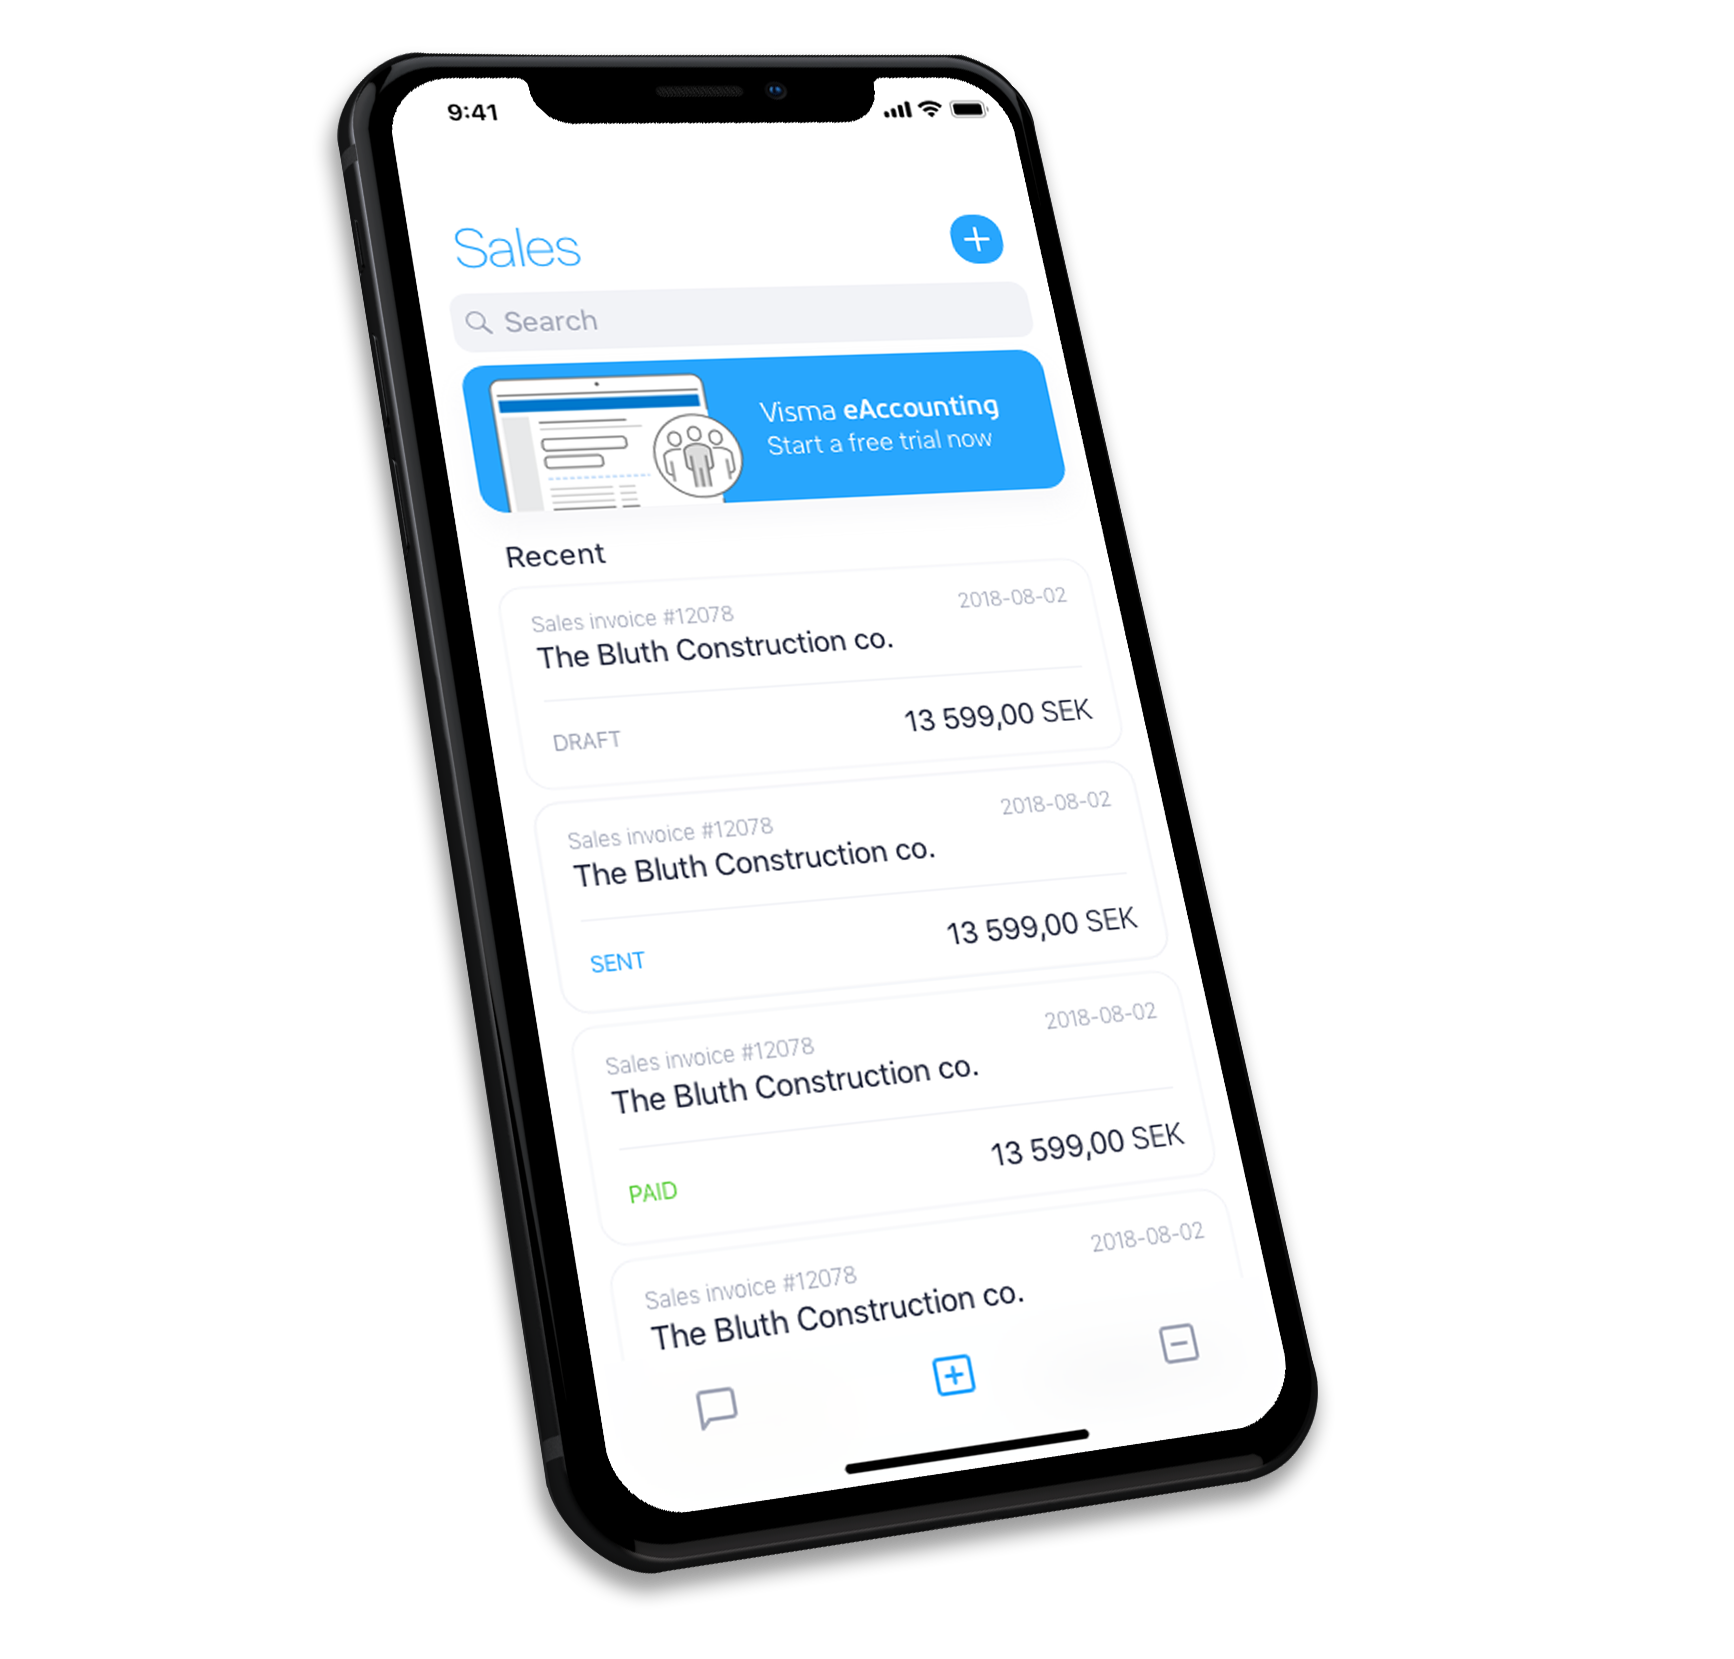 9:41
Sales
Search
Visma eAccounting
Start a free trial now
Recent
Sales invoice #12078
2018-08-02
The Bluth Construction co.
DRAFT
13 599,00 SEK
Sales invoice #12078
2018-08-02
The Bluth Construction co.
SENT
13 599,00 SEK
Sales invoice #12078
2018-08-02
The Bluth Construction co.
PAID
13 599,00 SEK
Sales invoice #12078
2018-08-02
The Bluth Construction co.